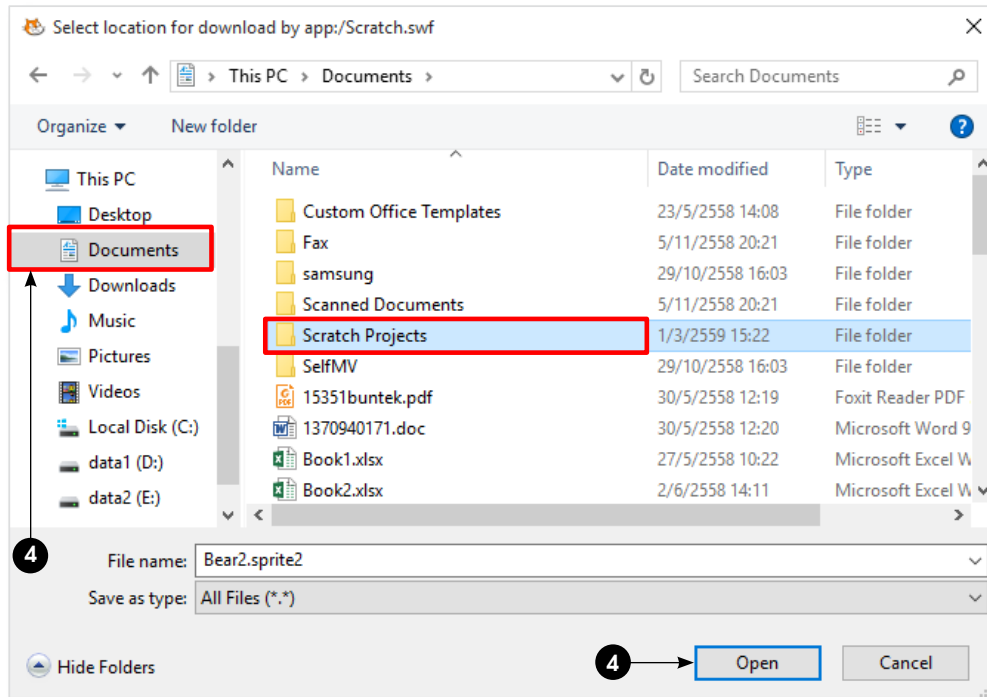 Select location for download by app:/Scratch.swf
This PC > Documents >
Search Documents
Organize
New folder
?
This PC
Desktop
Documents
Downloads
Music
Pictures
Videos
Local Disk (C:)
data1 (D:)
data2 (E:)
Name Date modified Type
Custom Office Templates 23/5/2558 14:08 File folder
Fax 5/11/2558 20:21 File folder
samsung 29/10/2558 16:03 File folder
Scanned Documents 5/11/2558 20:21 File folder
Scratch Projects 1/3/2559 15:22 File folder
SelfMV 29/10/2558 16:03 File folder
15351buntek.pdf 30/5/2558 12:19 Foxit Reader PDF
1370940171.doc 30/5/2558 12:20 Microsoft Word 9
Book1.xlsx 27/5/2558 10:22 Microsoft Excel W
Book2.xlsx 2/6/2558 14:11 Microsoft Excel W
4
File name: Bear2.sprite2
Save as type: All Files (*.*)
Hide Folders
4
Open
Cancel